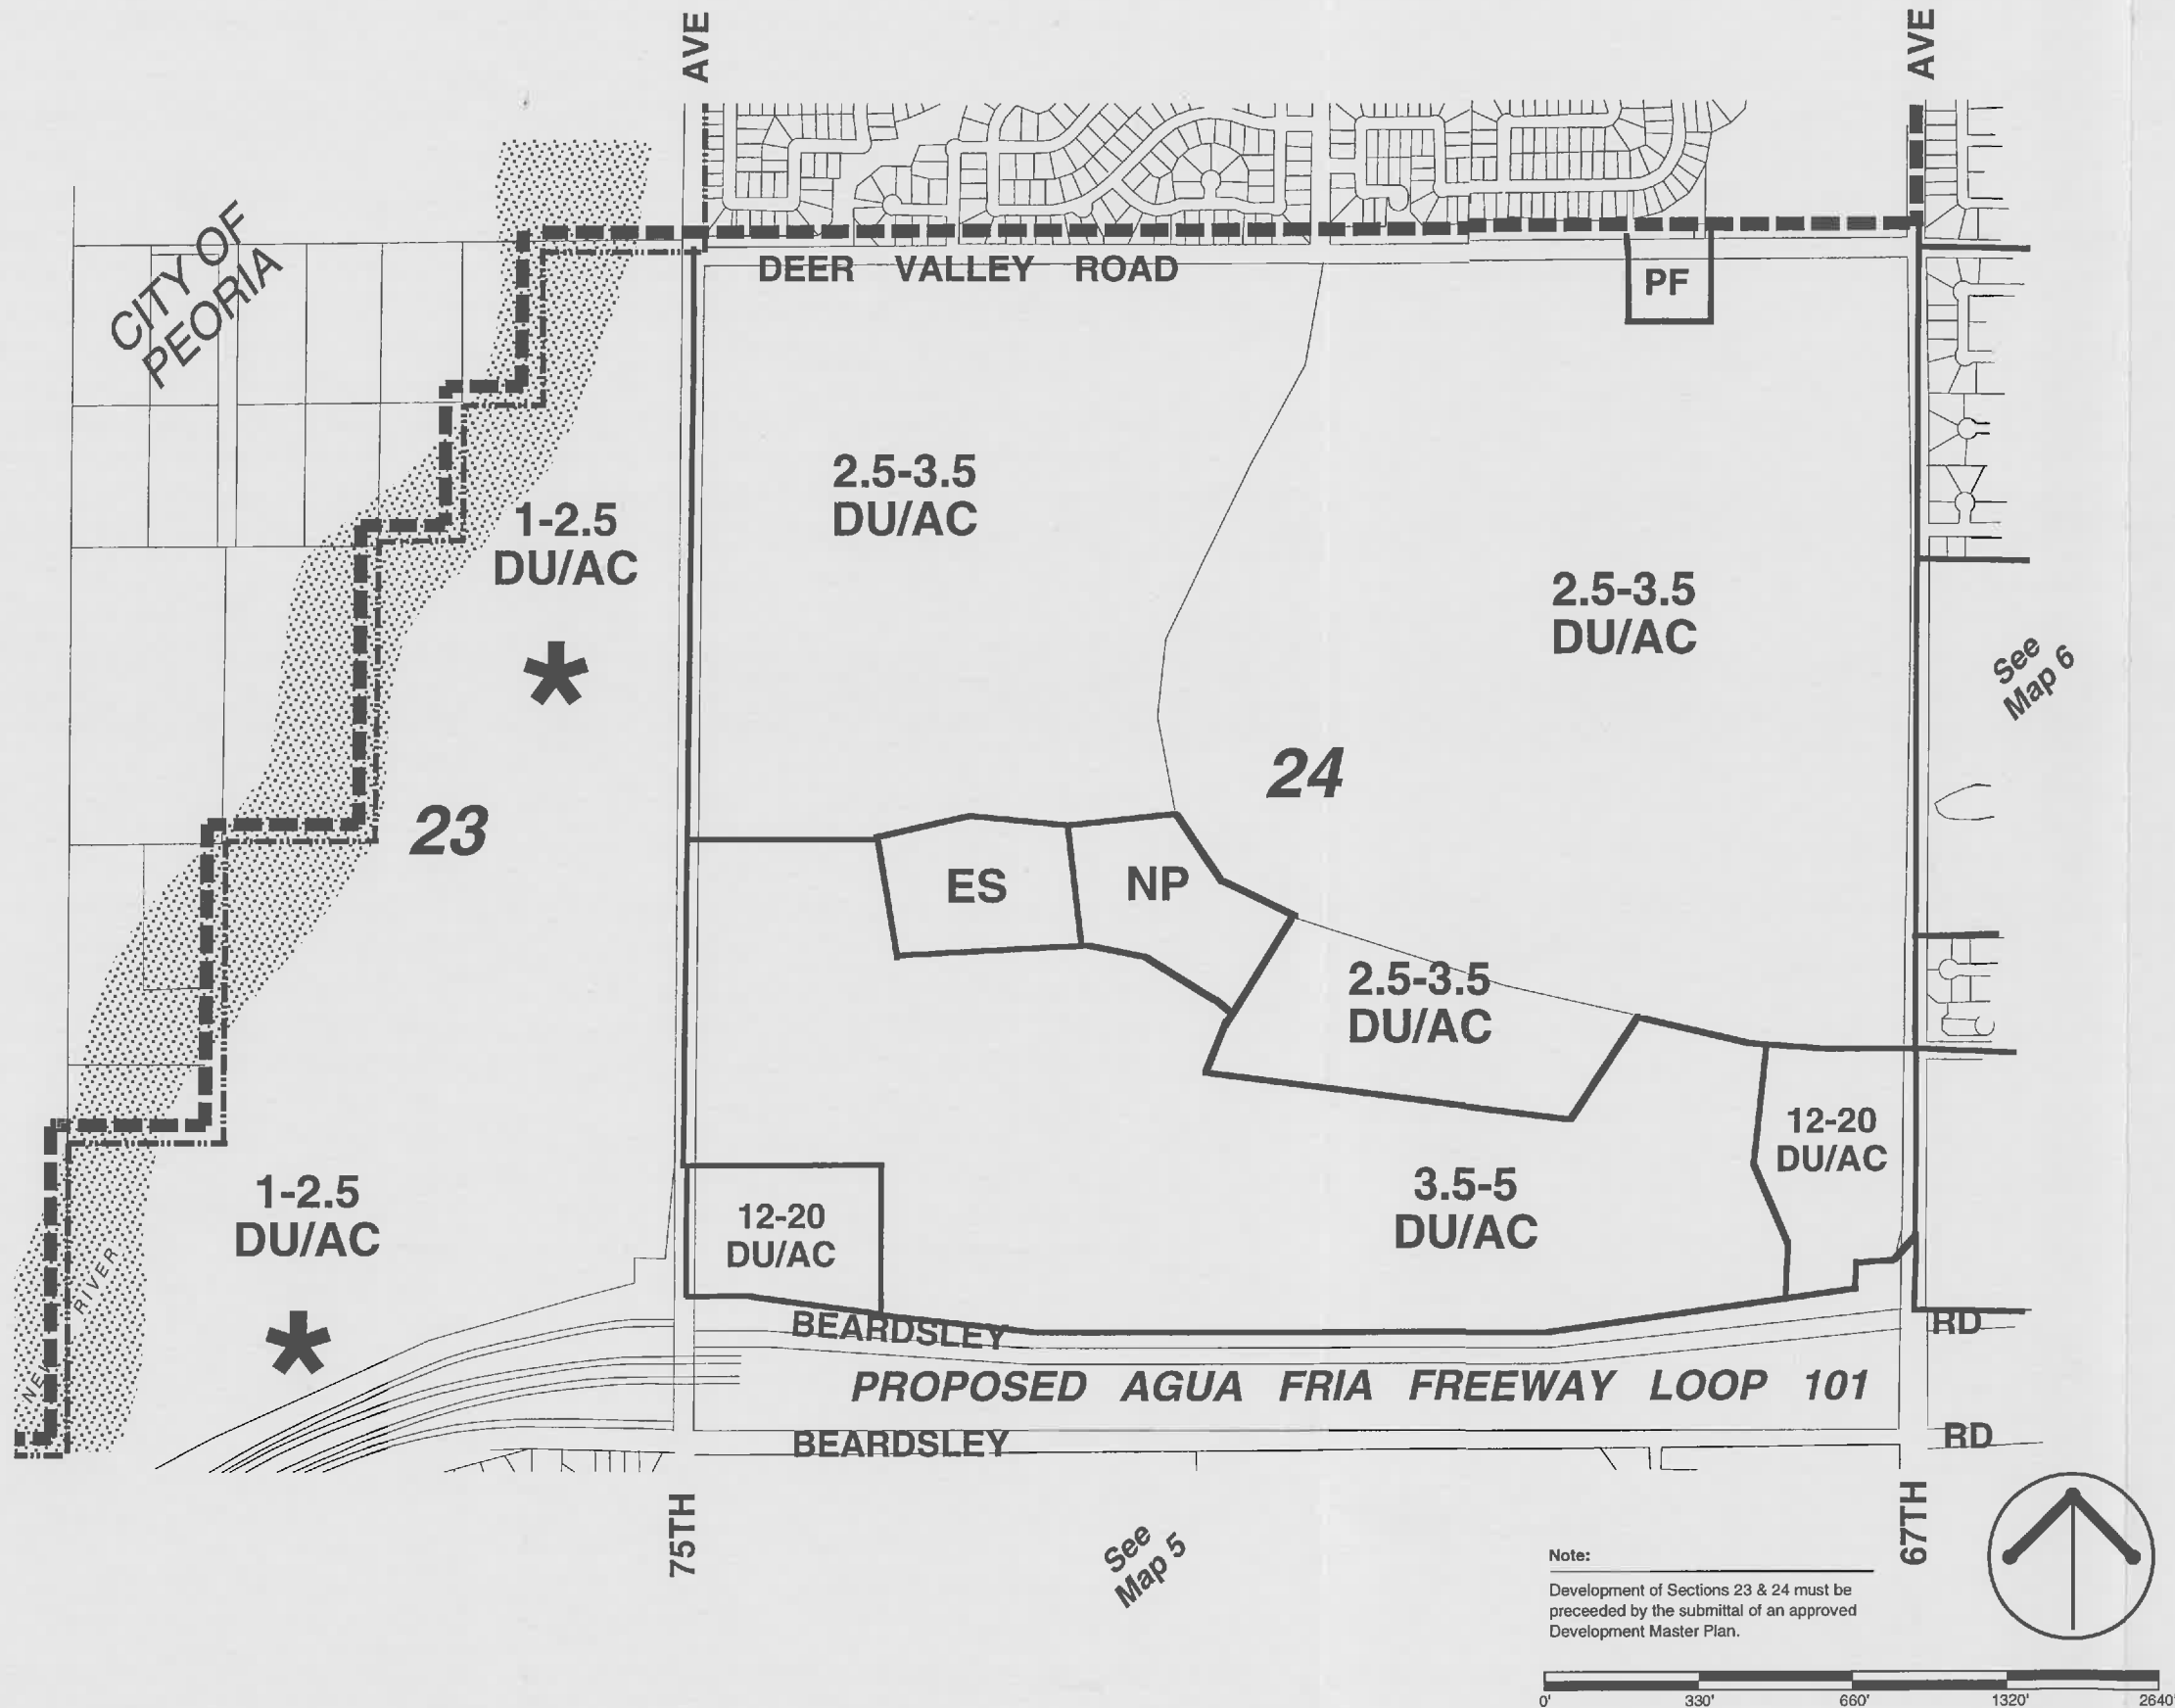 AVE
AVE
CITY OF
PEORIA
DEER VALLEY ROAD
PF
2.5-3.5
DU/AC
1-2.5
DU/AC
*
2.5-3.5
DU/AC
See
Map 6
24
23
ES
NP
2.5-3.5
DU/AC
12-20
DU/AC
1-2.5
DU/AC
*
3.5-5
DU/AC
12-20
DU/AC
NEW RIVER
BEARDSLEY RD
PROPOSED AGUA FRIA FREEWAY LOOP 101
BEARDSLEY RD
75TH
67TH
See
Map 5
Note:
Development of Sections 23 & 24 must be
preceeded by the submittal of an approved
Development Master Plan.
0' 330' 660' 1320' 2640'